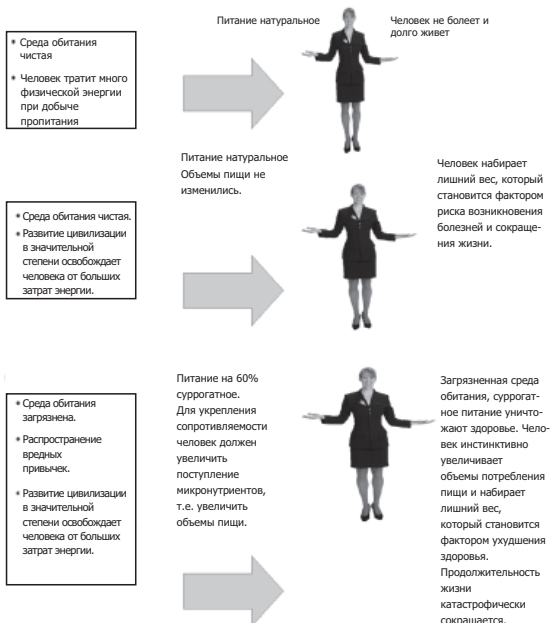 Питание натуральное
Человек не болеет и
долго живет
* Среда обитания
чистая
* Человек тратит много
физической энергии
при добыче
пропитания
Питание натуральное
Объемы пищи не
изменились.
Человек набирает
лишний вес, который
становится фактором
риска возникновения
болезней и сокраще-
ния жизни.
* Среда обитания чистая.
* Развитие цивилизации
в значительной
степени освобождает
человека от больших
затрат энергии.
Питание на 60%
суррогатное.
Для укрепления
сопротивляемости
человек должен
увеличить
поступление
микронутриентов,
т.е. увеличить
объемы пищи.
Загрязненная среда
обитания, суррогат-
ное питание уничто-
жают здоровье. Чело-
век инстинктивно
увеличивает
объемы потребления
пищи и набирает
лишний вес,
который становится
фактором ухудшения
здоровья.
Продолжительность
жизни
катастрофически
сокращается.
* Среда обитания
загрязнена.
* Распространение
вредных
привычек.
* Развитие цивилизации
в значительной
степени освобождает
человека от больших
затрат энергии.